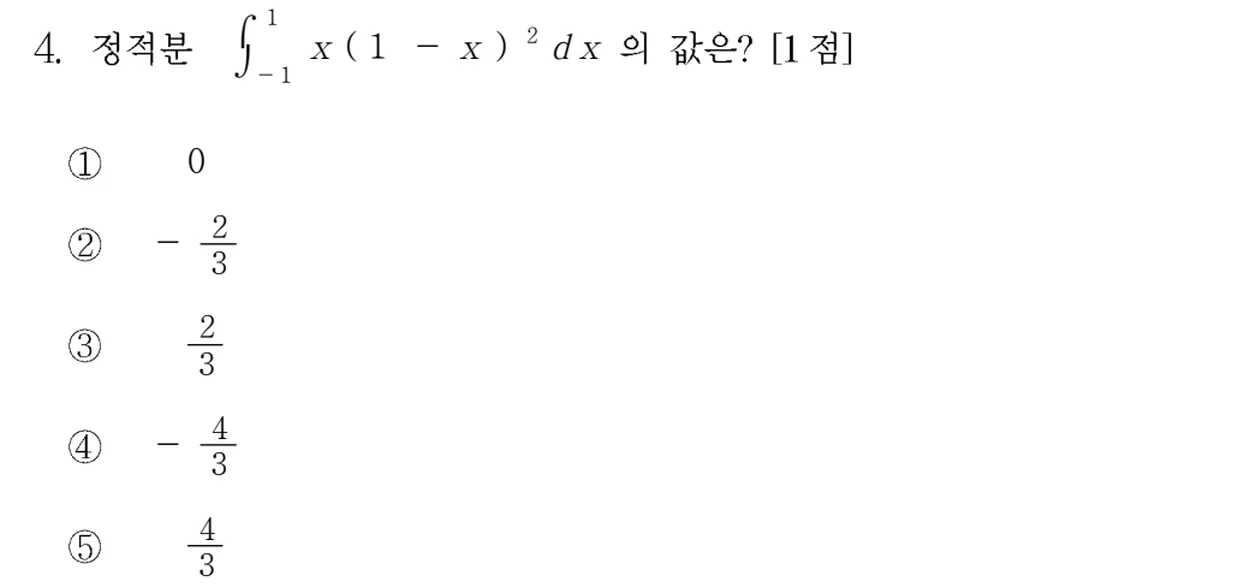 4. 정적분 ∫_{-1}^{1} x(1 - x)² dx 의 값은? [1점]
① 0
② - 2/3
③ 2/3
④ - 4/3
⑤ 4/3